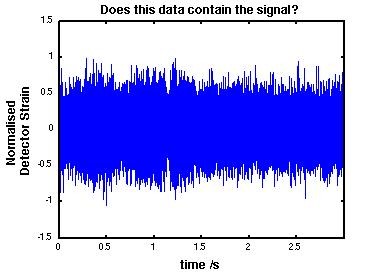 Does this data contain the signal?
1.5
1
0.5
0
-0.5
-1
-1.5
Normalised
Detector Strain
0 0.5 1 1.5 2 2.5
time /s